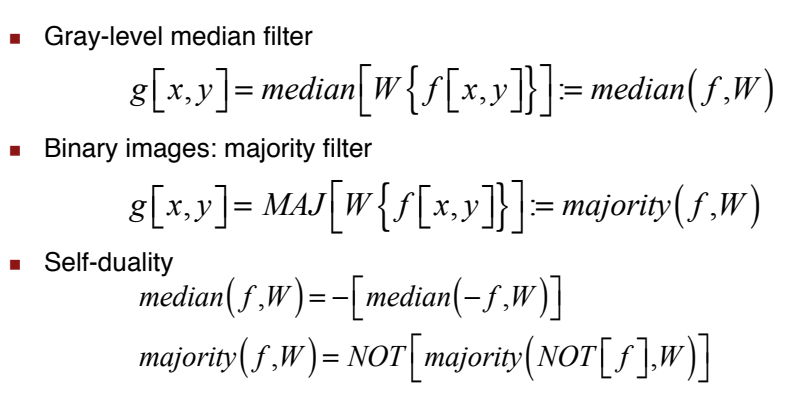 ▪ Gray-level median filter
g[x,y]=median[W{f[x,y]}]:=median(f,W)
▪ Binary images: majority filter
g[x,y]=MAJ[W{f[x,y]}]:=majority(f,W)
▪ Self-duality
median(f,W)=−[median(−f,W)]
majority(f,W)=NOT[majority(NOT[f],W)]